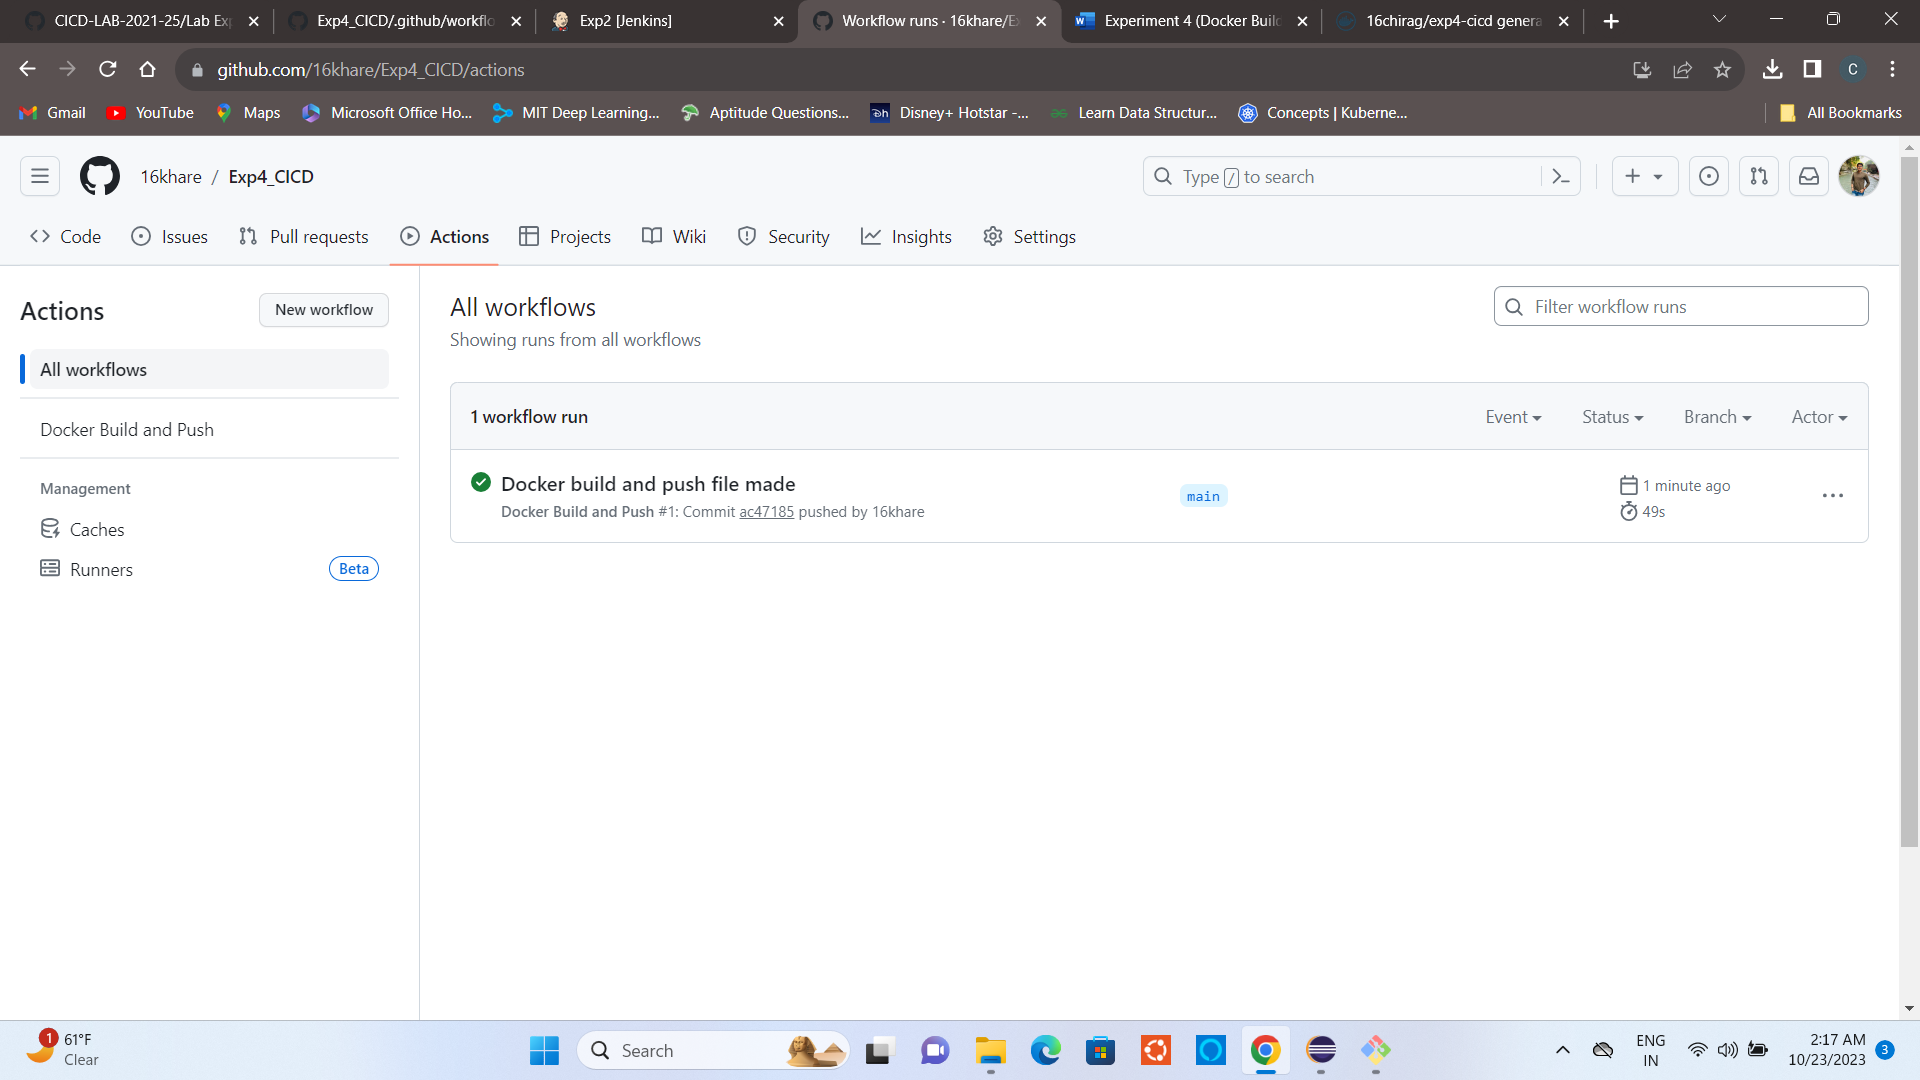 CICD-LAB-2021-25/Lab Exp
Exp4_CICD/.github/workflo
Exp2 [Jenkins]
Workflow runs · 16khare/Ex
Experiment 4 (Docker Build
16chirag/exp4-cicd genera
github.com/16khare/Exp4_CICD/actions
C
Gmail
YouTube
Maps
Microsoft Office Ho...
MIT Deep Learning...
Aptitude Questions...
Disney+ Hotstar -...
Learn Data Structur...
Concepts | Kuberne...
All Bookmarks
16khare / Exp4_CICD
Type / to search
Code
Issues
Pull requests
Actions
Projects
Wiki
Security
Insights
Settings
Actions
New workflow
All workflows
Docker Build and Push
Management
Caches
Runners
Beta
All workflows
Showing runs from all workflows
Filter workflow runs
1 workflow run
Event
Status
Branch
Actor
Docker build and push file made
Docker Build and Push #1: Commit ac47185 pushed by 16khare
main
1 minute ago
49s
1
61°F
Clear
Search
ENG
IN
2:17 AM
10/23/2023
3